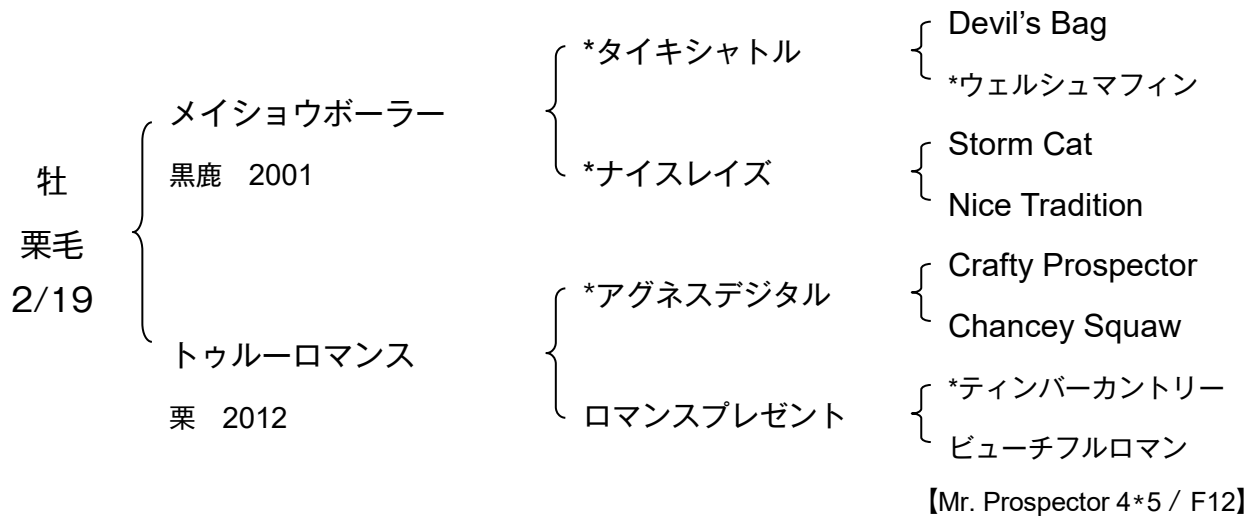 牡
栗毛
2/19
メイショウボーラー
黒鹿 2001
トゥルーロマンス
栗 2012
*タイキシャトル
*ナイスレイズ
*アグネスデジタル
ロマンスプレゼント
Devil's Bag
*ウェルシュマフィン
Storm Cat
Nice Tradition
Crafty Prospector
Chancey Squaw
*ティンバーカントリー
ビューチフルロマン
【Mr. Prospector 4*5 / F12】